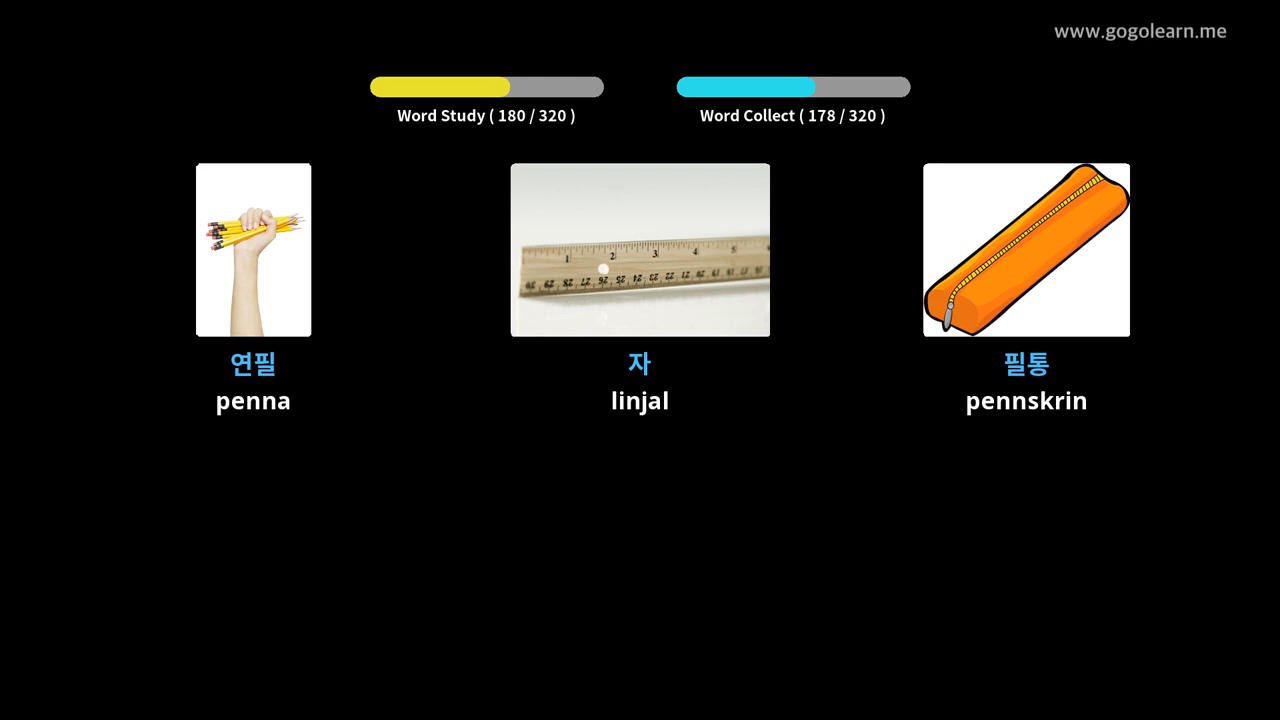 www.gogolearn.me
Word Study ( 180 / 320 )
Word Collect ( 178 / 320 )
연필
자
필통
penna
linjal
pennskrin